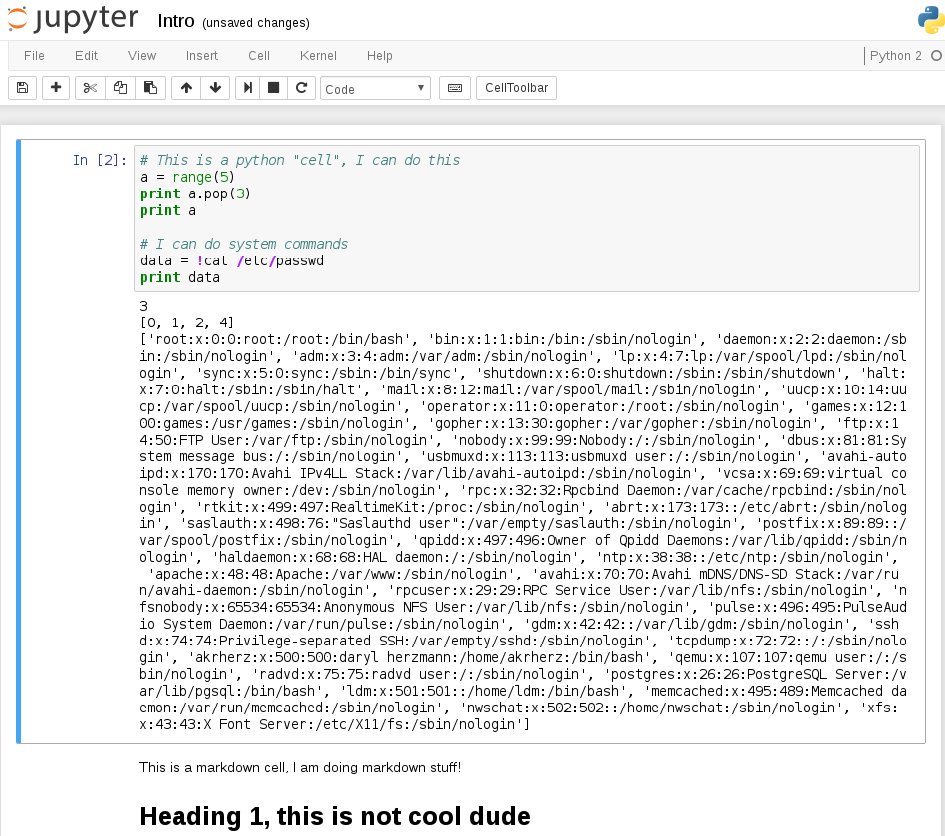 jupyter Intro (unsaved changes)
File Edit View Insert Cell Kernel Help Python 2
Code CellToolbar
In [2]: # This is a python "cell", I can do this
a = range(5)
print a.pop(3)
print a
# I can do system commands
data = !cat /etc/passwd
print data
3
[0, 1, 2, 4]
['root:x:0:0:root:/root:/bin/bash', 'bin:x:1:1:bin:/bin:/sbin/nologin', 'daemon:x:2:2:daemon:/sb
in:/sbin/nologin', 'adm:x:3:4:adm:/var/adm:/sbin/nologin', 'lp:x:4:7:lp:/var/spool/lpd:/sbin/nol
ogin', 'sync:x:5:0:sync:/sbin:/bin/sync', 'shutdown:x:6:0:shutdown:/sbin:/sbin/shutdown', 'halt:
x:7:0:halt:/sbin:/sbin/halt', 'mail:x:8:12:mail:/var/spool/mail:/sbin/nologin', 'uucp:x:10:14:uu
cp:/var/spool/uucp:/sbin/nologin', 'operator:x:11:0:operator:/root:/sbin/nologin', 'games:x:12:1
00:games:/usr/games:/sbin/nologin', 'gopher:x:13:30:gopher:/var/gopher:/sbin/nologin', 'ftp:x:1
4:50:FTP User:/var/ftp:/sbin/nologin', 'nobody:x:99:99:Nobody:/:/sbin/nologin', 'dbus:x:81:81:Sy
stem message bus:/:/sbin/nologin', 'usbmuxd:x:113:113:usbmuxd user:/:/sbin/nologin', 'avahi-auto
ipd:x:170:170:Avahi IPv4LL Stack:/var/lib/avahi-autoipd:/sbin/nologin', 'vcsa:x:69:69:virtual co
nsole memory owner:/dev:/sbin/nologin', 'rpc:x:32:32:Rpcbind Daemon:/var/cache/rpcbind:/sbin/nol
ogin', 'rtkit:x:499:497:RealtimeKit:/proc:/sbin/nologin', 'abrt:x:173:173::/etc/abrt:/sbin/nolog
in', 'saslauth:x:498:76:"Saslauthd user":/var/empty/saslauth:/sbin/nologin', 'postfix:x:89:89::/
var/spool/postfix:/sbin/nologin', 'qpidd:x:497:496:Owner of Qpidd Daemons:/var/lib/qpidd:/sbin/n
ologin', 'haldaemon:x:68:68:HAL daemon:/:/sbin/nologin', 'ntp:x:38:38::/etc/ntp:/sbin/nologin',
'apache:x:48:48:Apache:/var/www:/sbin/nologin', 'avahi:x:70:70:Avahi mDNS/DNS-SD Stack:/var/ru
n/avahi-daemon:/sbin/nologin', 'rpcuser:x:29:29:RPC Service User:/var/lib/nfs:/sbin/nologin', 'n
fsnobody:x:65534:65534:Anonymous NFS User:/var/lib/nfs:/sbin/nologin', 'pulse:x:496:495:PulseAud
io System Daemon:/var/run/pulse:/sbin/nologin', 'gdm:x:42:42::/var/lib/gdm:/sbin/nologin', 'ssh
d:x:74:74:Privilege-separated SSH:/var/empty/sshd:/sbin/nologin', 'tcpdump:x:72:72::/:/sbin/nolo
gin', 'akrherz:x:500:500:daryl herzmann:/home/akrherz:/bin/bash', 'qemu:x:107:107:qemu user:/:/s
bin/nologin', 'radvd:x:75:75:radvd user:/:/sbin/nologin', 'postgres:x:26:26:PostgreSQL Server:/v
ar/lib/pgsql:/bin/bash', 'ldm:x:501:501::/home/ldm:/bin/bash', 'memcached:x:495:489:Memcached da
emon:/var/run/memcached:/sbin/nologin', 'nwschat:x:502:502::/home/nwschat:/sbin/nologin', 'xfs:
x:43:43:X Font Server:/etc/X11/fs:/sbin/nologin']
This is a markdown cell, I am doing markdown stuff!
Heading 1, this is not cool dude